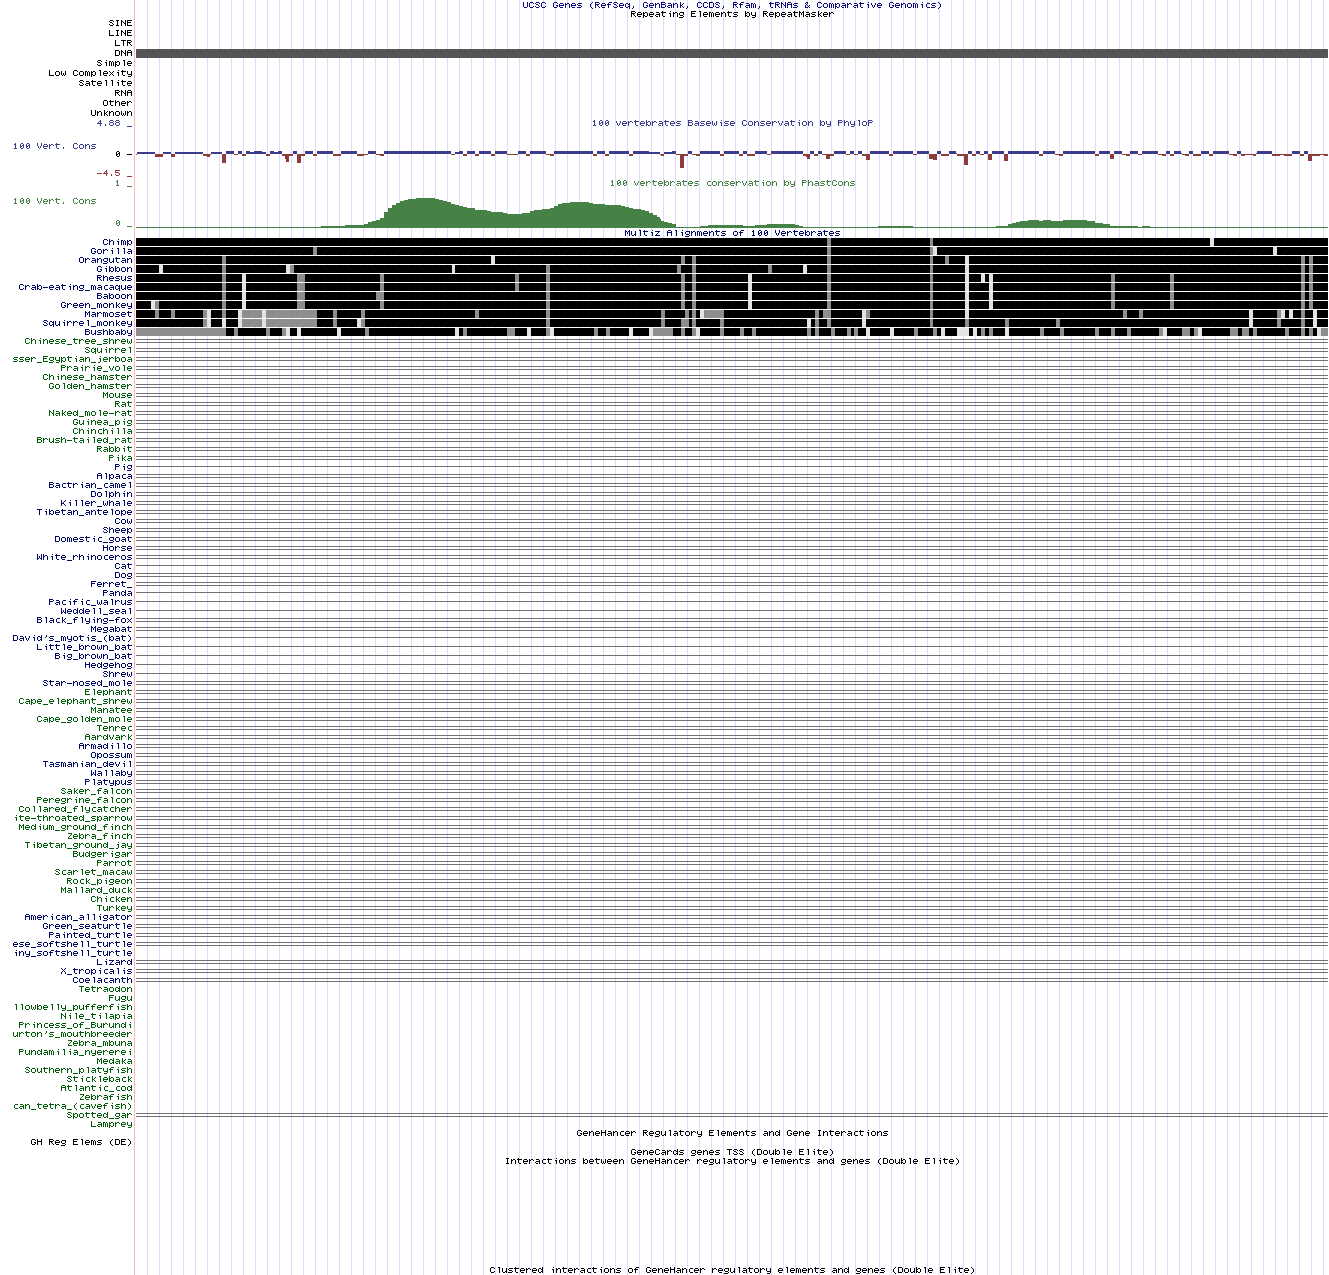 UCSC Genes (RefSeq, GenBank, CCDS, Rfam, tRNAs & Comparative Genomics)
Repeating Elements by RepeatMasker
SINE
LINE
LTR
DNA
Simple
Low Complexity
Satellite
RNA
Other
Unknown
100 vertebrates Basewise Conservation by PhyloP
4.88 _
100 Vert. Cons
0 _
-4.5 _
100 vertebrates conservation by PhastCons
1 _
100 Vert. Cons
0 _
Multiz Alignments of 100 Vertebrates
Chimp
Gorilla
Orangutan
Gibbon
Rhesus
Crab-eating_macaque
Baboon
Green_monkey
Marmoset
Squirrel_monkey
Bushbaby
Chinese_tree_shrew
Squirrel
sser_Egyptian_jerboa
Prairie_vole
Chinese_hamster
Golden_hamster
Mouse
Rat
Naked_mole-rat
Guinea_pig
Chinchilla
Brush-tailed_rat
Rabbit
Pika
Pig
Alpaca
Bactrian_camel
Dolphin
Killer_whale
Tibetan_antelope
Cow
Sheep
Domestic_goat
Horse
White_rhinoceros
Cat
Dog
Ferret_
Panda
Pacific_walrus
Weddell_seal
Black_flying-fox
Megabat
David's_myotis_(bat)
Little_brown_bat
Big_brown_bat
Hedgehog
Shrew
Star-nosed_mole
Elephant
Cape_elephant_shrew
Manatee
Cape_golden_mole
Tenrec
Aardvark
Armadillo
Opossum
Tasmanian_devil
Wallaby
Platypus
Saker_falcon
Peregrine_falcon
Collared_flycatcher
ite-throated_sparrow
Medium_ground_finch
Zebra_finch
Tibetan_ground_jay
Budgerigar
Parrot
Scarlet_macaw
Rock_pigeon
Mallard_duck
Chicken
Turkey
American_alligator
Green_seaturtle
Painted_turtle
ese_softshell_turtle
iny_softshell_turtle
Lizard
X_tropicalis
Coelacanth
Tetraodon
Fugu
llowbelly_pufferfish
Nile_tilapia
Princess_of_Burundi
urton's_mouthbreeder
Zebra_mbuna
Pundamilia_nyererei
Medaka
Southern_platyfish
Stickleback
Atlantic_cod
Zebrafish
can_tetra_(cavefish)
Spotted_gar
Lamprey
GeneHancer Regulatory Elements and Gene Interactions
GH Reg Elems (DE)
GeneCards genes TSS (Double Elite)
Interactions between GeneHancer regulatory elements and genes (Double Elite)
Clustered interactions of GeneHancer regulatory elements and genes (Double Elite)